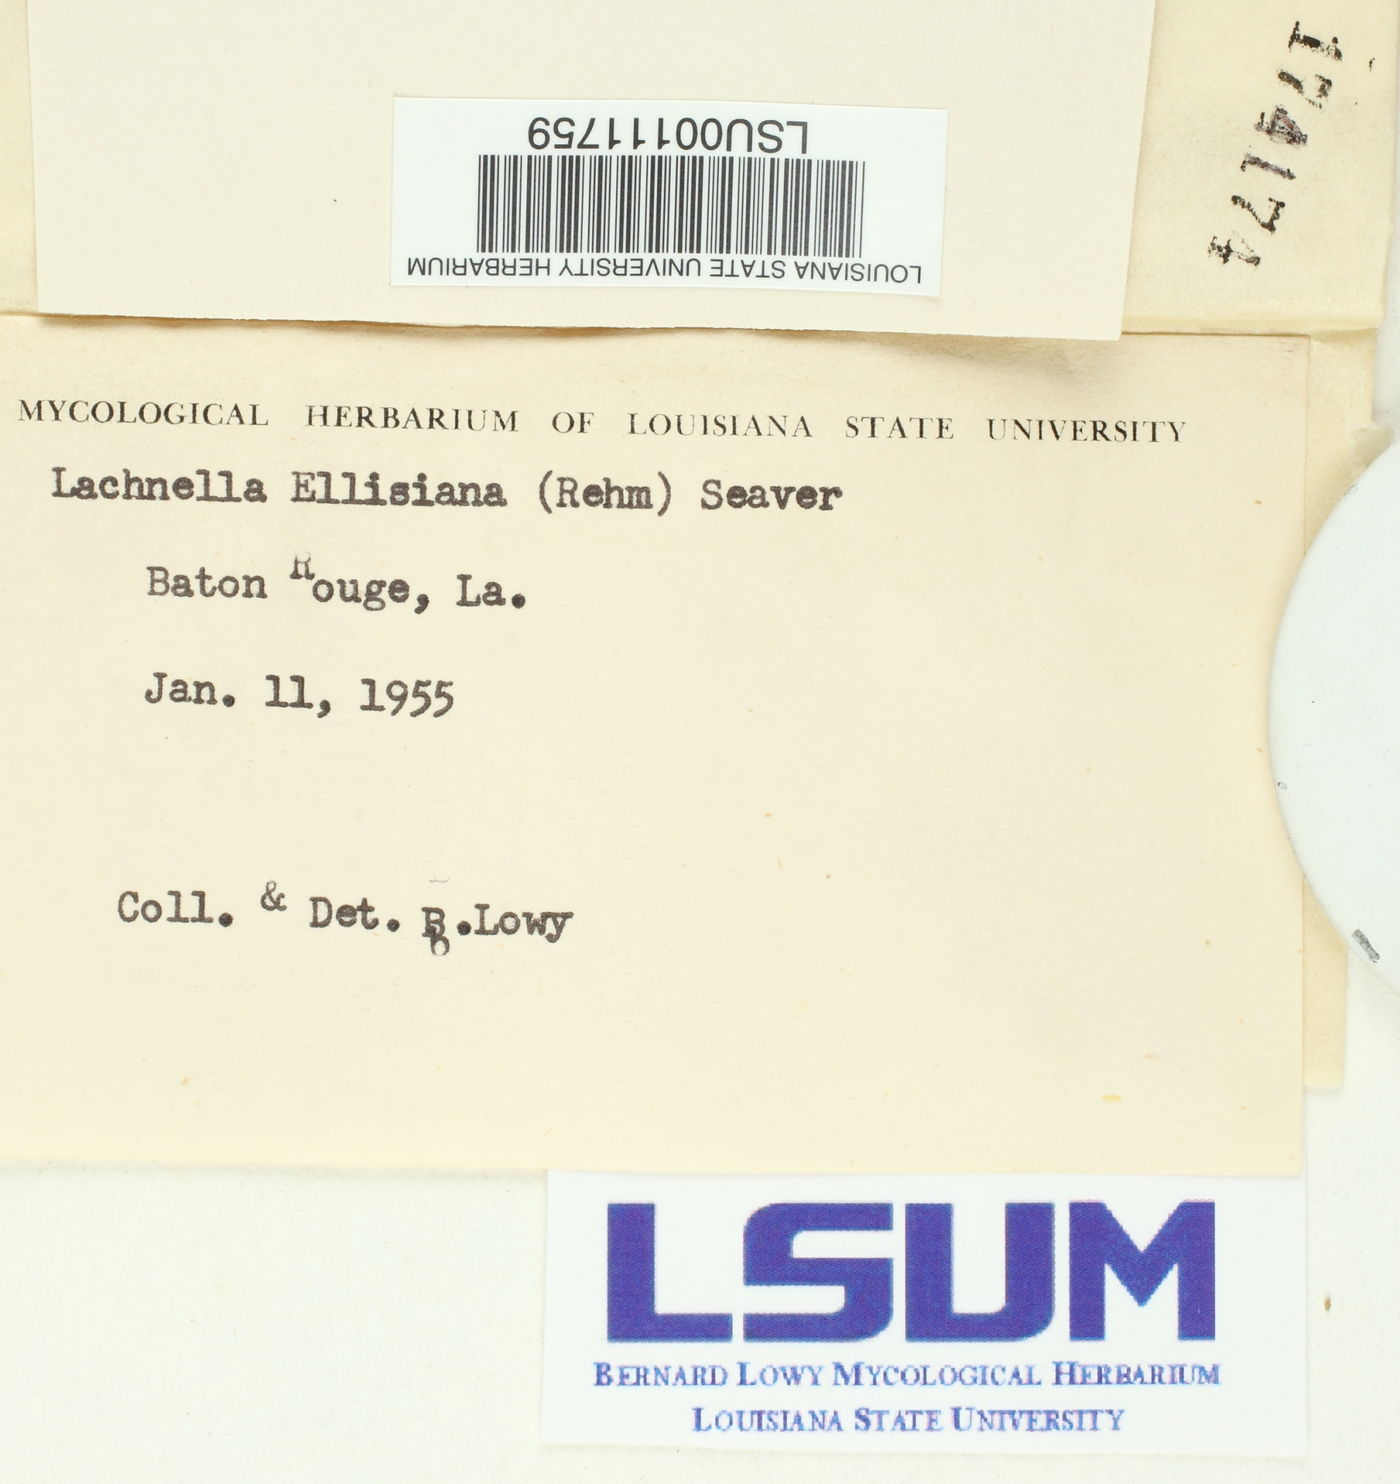 LSU00111759
LOUISIANA STATE UNIVERSITY HERBARIUM
174174
MYCOLOGICAL HERBARIUM OF LOUISIANA STATE UNIVERSITY
Lachnella Ellisiana (Rehm) Seaver
Baton Rouge, La.
Jan. 11, 1955
Coll. & Det. B.Lowy
LSUM
BERNARD LOWY MYCOLOGICAL HERBARIUM
LOUISIANA STATE UNIVERSITY